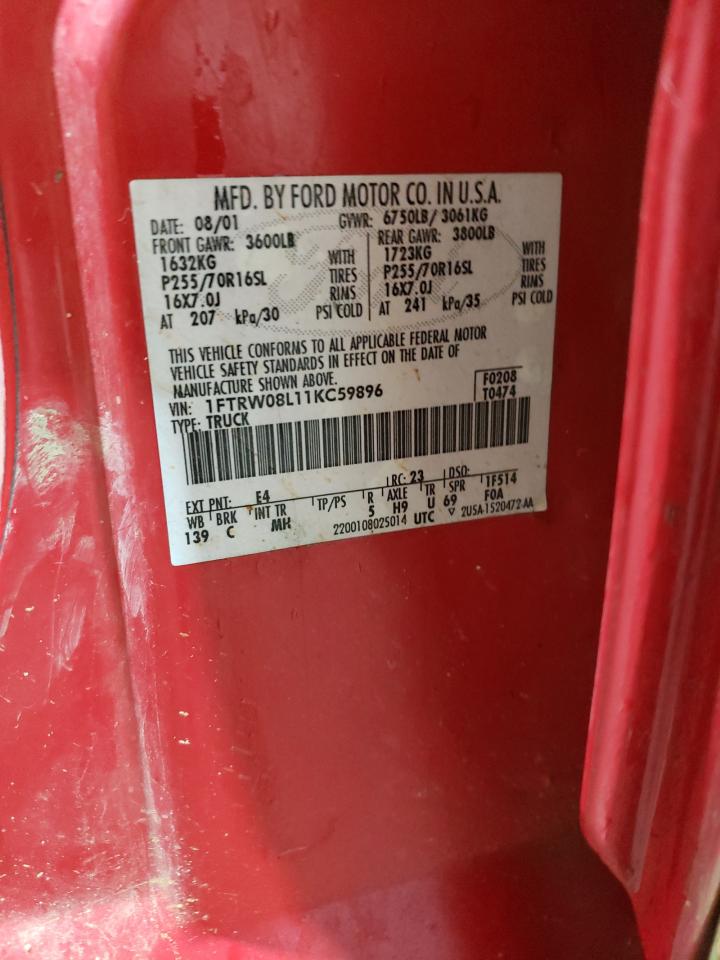 MFD. BY FORD MOTOR CO. IN U.S.A.
DATE: 08/01 GVWR: 6750LB/ 3061KG
FRONT GAWR: 3600LB REAR GAWR: 3800LB
1632KG WITH 1723KG WITH
P255/70R16SL TIRES P255/70R16SL TIRES
16X7.0J RIMS 16X7.0J RIMS
AT 207 kPa/30 PSI COLD AT 241 kPa/35 PSI COLD
THIS VEHICLE CONFORMS TO ALL APPLICABLE FEDERAL MOTOR
VEHICLE SAFETY STANDARDS IN EFFECT ON THE DATE OF
MANUFACTURE SHOWN ABOVE.
F0208
VIN: 1FTRW08L11KC59896 T0474
TYPE: TRUCK
EXT PNT: E4 RC: 23 DSO:
WB BRK INT TR TP/PS R AXLE TR SPR 1F514
139 C MH 5 H9 U 69 F0A
2200108025014 UTC ▽ 2U5A-1520472-AA